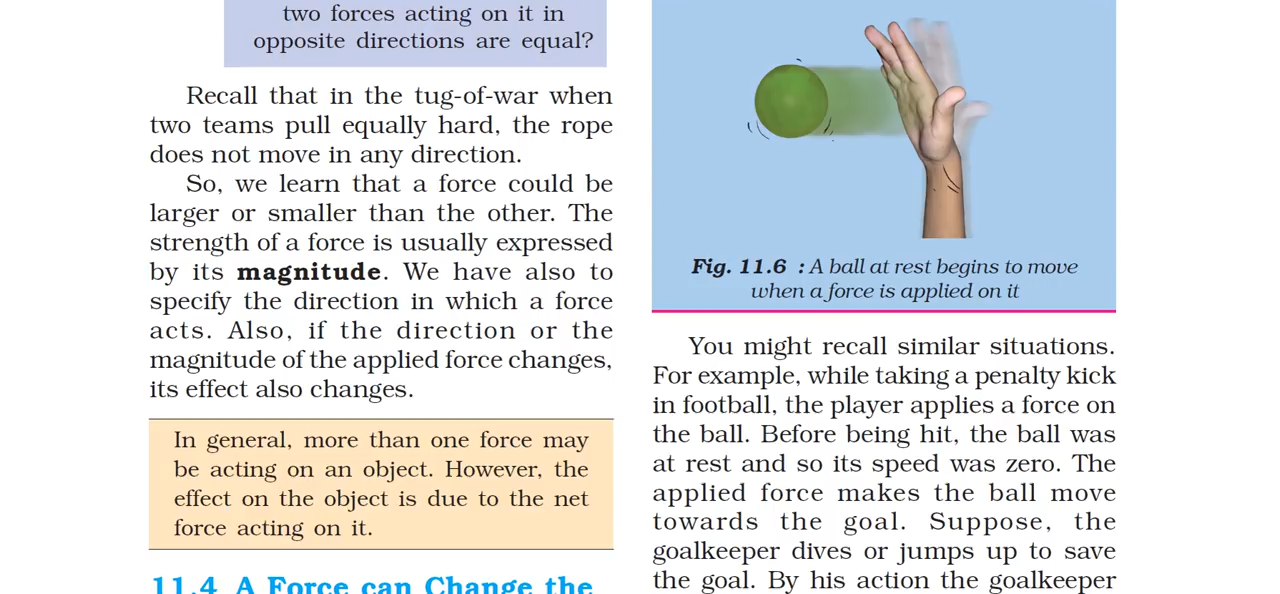 two forces acting on it in
opposite directions are equal?
Recall that in the tug-of-war when
two teams pull equally hard, the rope
does not move in any direction.
So, we learn that a force could be
larger or smaller than the other. The
strength of a force is usually expressed
by its magnitude. We have also to
specify the direction in which a force
acts. Also, if the direction or the
magnitude of the applied force changes,
its effect also changes.
In general, more than one force may
be acting on an object. However, the
effect on the object is due to the net
force acting on it.
11.4 A Force can Change the
Fig. 11.6 : A ball at rest begins to move
when a force is applied on it
You might recall similar situations.
For example, while taking a penalty kick
in football, the player applies a force on
the ball. Before being hit, the ball was
at rest and so its speed was zero. The
applied force makes the ball move
towards the goal. Suppose, the
goalkeeper dives or jumps up to save
the goal. By his action the goalkeeper